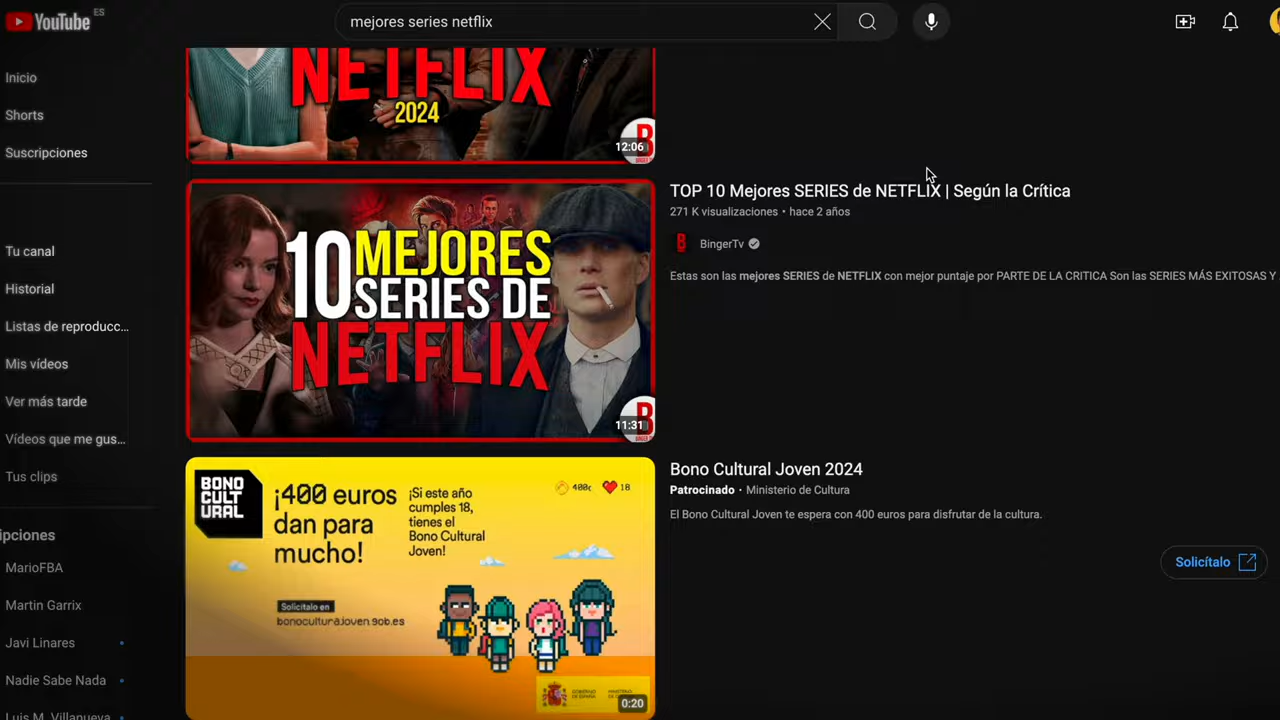 YouTube ES
mejores series netflix
Inicio
Shorts
Suscripciones
Tu canal
Historial
Listas de reproducc...
Mis vídeos
Ver más tarde
Vídeos que me gus...
Tus clips
ipciones
MarioFBA
Martin Garrix
Javi Linares
Nadie Sabe Nada
Luis M. Villanueva
NETFLIX
2024
12:06
10 MEJORES
SERIES DE
NETFLIX
B
11:31
TOP 10 Mejores SERIES de NETFLIX | Según la Crítica
271 K visualizaciones • hace 2 años
BingerTv
Estas son las mejores SERIES de NETFLIX con mejor puntaje por PARTE DE LA CRITICA Son las SERIES MÁS EXITOSAS Y
BONO
CULT
URAL
¡400 euros
dan para
mucho!
¡Si este año
cumples 18,
tienes el
Bono Cultural
Joven!
400€
18
Solicítalo en
bonoculturajoven.gob.es
GOBIERNO
DE ESPAÑA
0:20
Bono Cultural Joven 2024
Patrocinado • Ministerio de Cultura
El Bono Cultural Joven te espera con 400 euros para disfrutar de la cultura.
Solicítalo